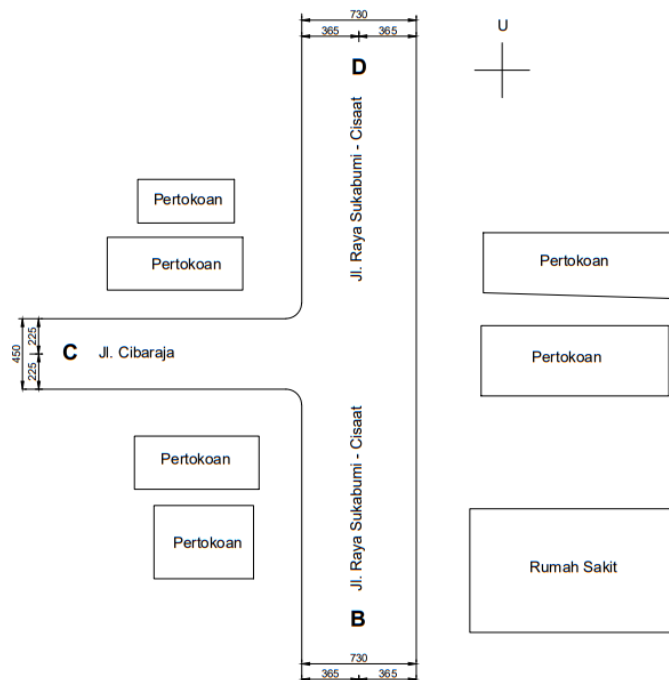 730
365 365
U
D
Jl. Raya Sukabumi - Cisaat
Pertokoan
Pertokoan
Pertokoan
225
450
225
C Jl. Cibaraja
Pertokoan
Pertokoan
Pertokoan
Jl. Raya Sukabumi - Cisaat
Rumah Sakit
B
730
365 365